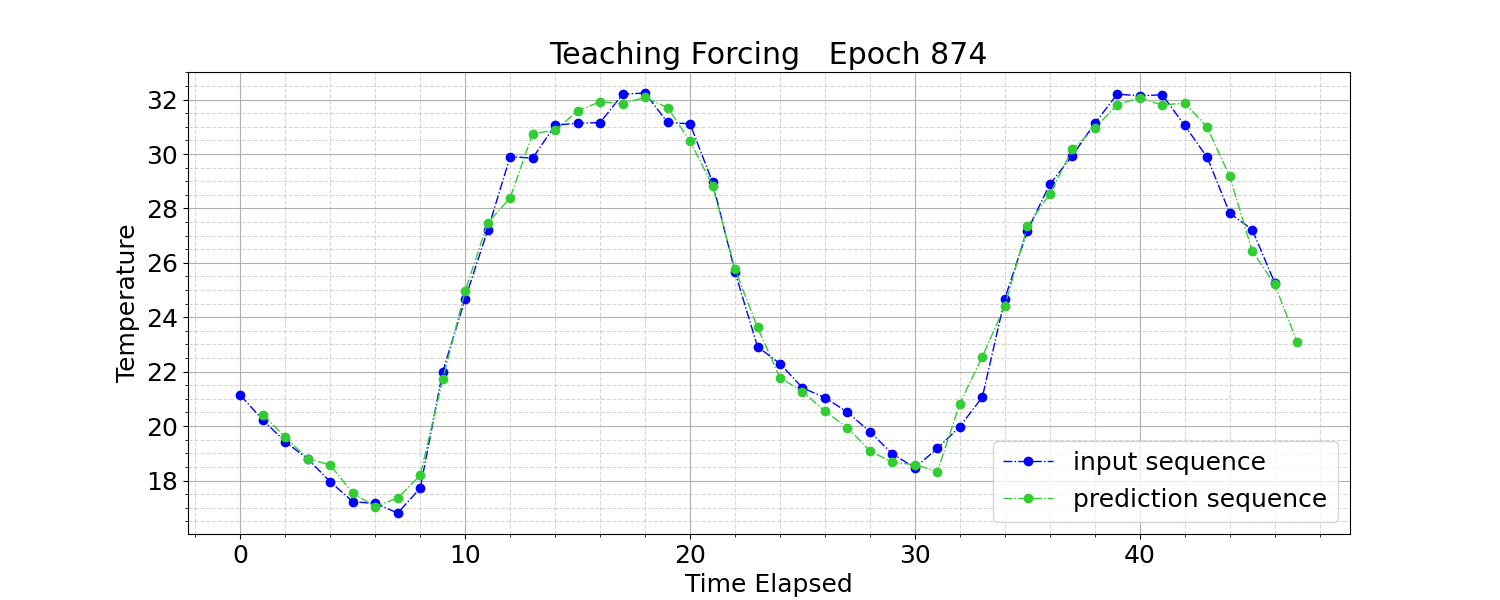 Teaching Forcing   Epoch 874
32
30
28
26
24
22
20
18
Temperature
0 10 20 30 40
Time Elapsed
input sequence
prediction sequence